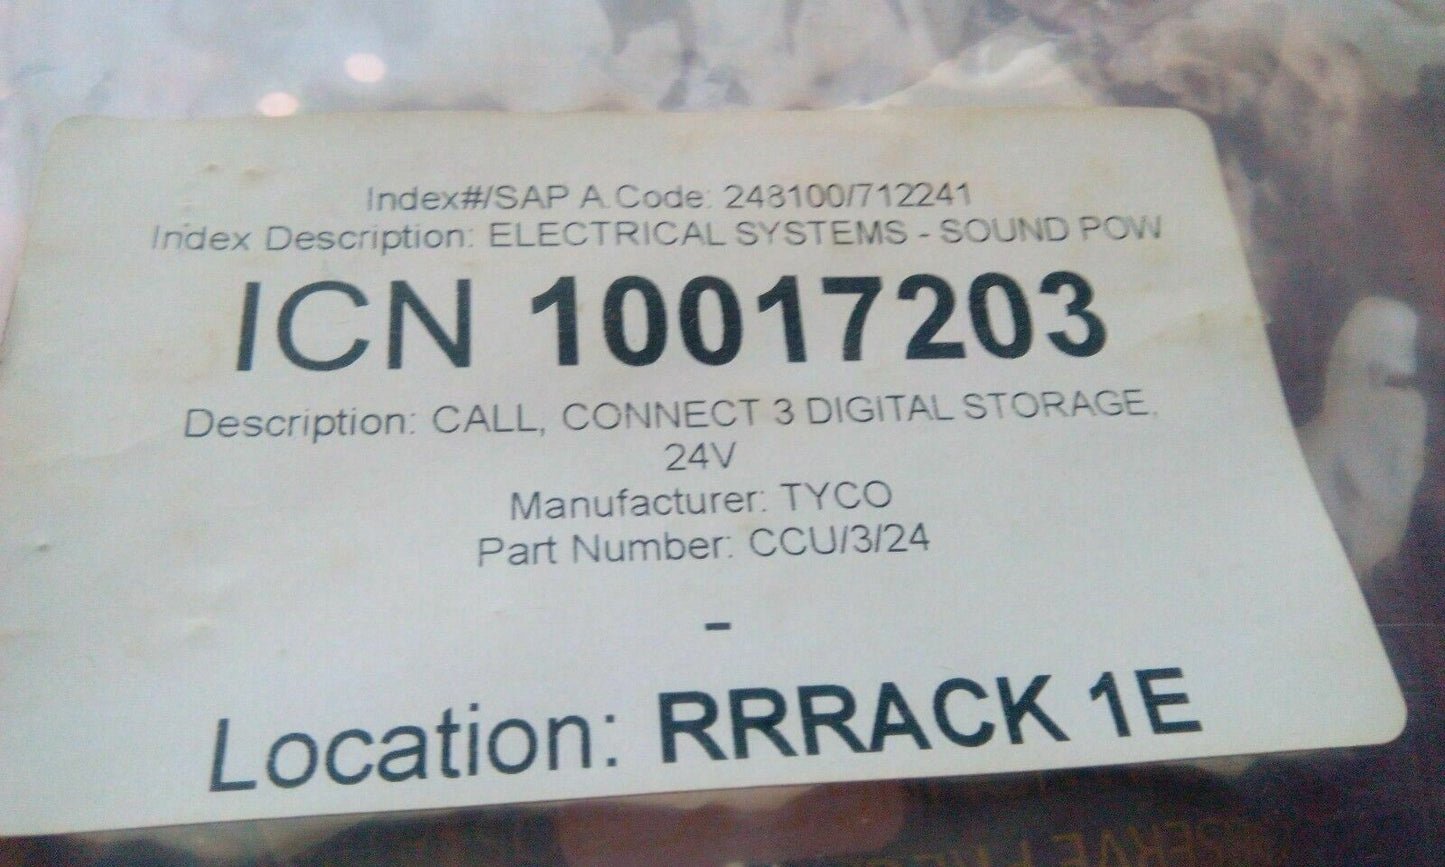 Index#/SAP A Code: 248100/712241
Index Description: ELECTRICAL SYSTEMS - SOUND POW
ICN 10017203
Description: CALL, CONNECT 3 DIGITAL STORAGE,
24V
Manufacturer: TYCO
Part Number: CCU/3/24
-
Location: RRRACK 1E